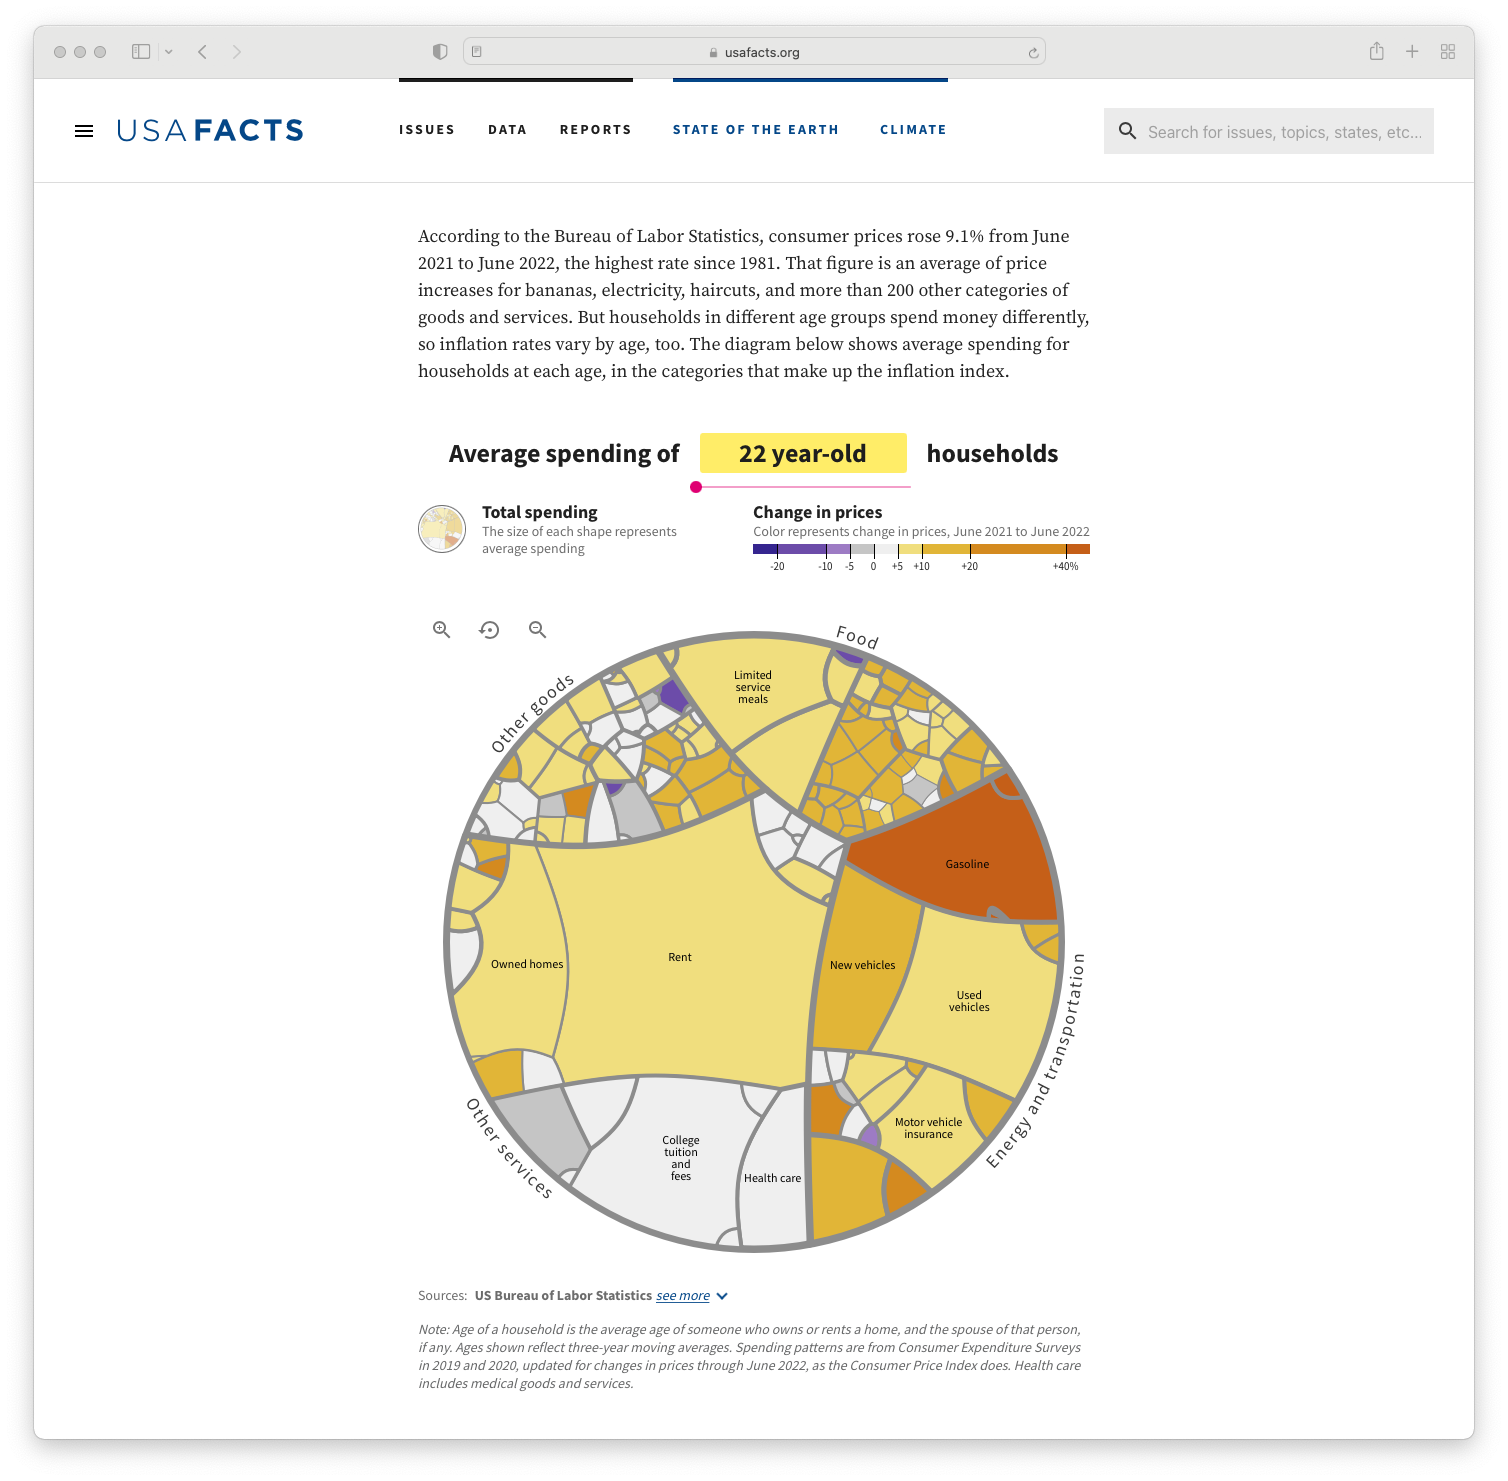 usafacts.org
USAFACTS
ISSUES DATA REPORTS STATE OF THE EARTH CLIMATE
Search for issues, topics, states, etc...
According to the Bureau of Labor Statistics, consumer prices rose 9.1% from June
2021 to June 2022, the highest rate since 1981. That figure is an average of price
increases for bananas, electricity, haircuts, and more than 200 other categories of
goods and services. But households in different age groups spend money differently,
so inflation rates vary by age, too. The diagram below shows average spending for
households at each age, in the categories that make up the inflation index.
Average spending of 22 year-old households
Total spending
The size of each shape represents
average spending
Change in prices
Color represents change in prices, June 2021 to June 2022
-20 -10 -5 0 +5 +10 +20 +40%
Food
Other goods
Limited
service
meals
Gasoline
Rent
Owned homes
New vehicles
Used
vehicles
Energy and transportation
Motor vehicle
insurance
Other services
College
tuition
and
fees
Health care
Sources: US Bureau of Labor Statistics see more
Note: Age of a household is the average age of someone who owns or rents a home, and the spouse of that person,
if any. Ages shown reflect three-year moving averages. Spending patterns are from Consumer Expenditure Surveys
in 2019 and 2020, updated for changes in prices through June 2022, as the Consumer Price Index does. Health care
includes medical goods and services.